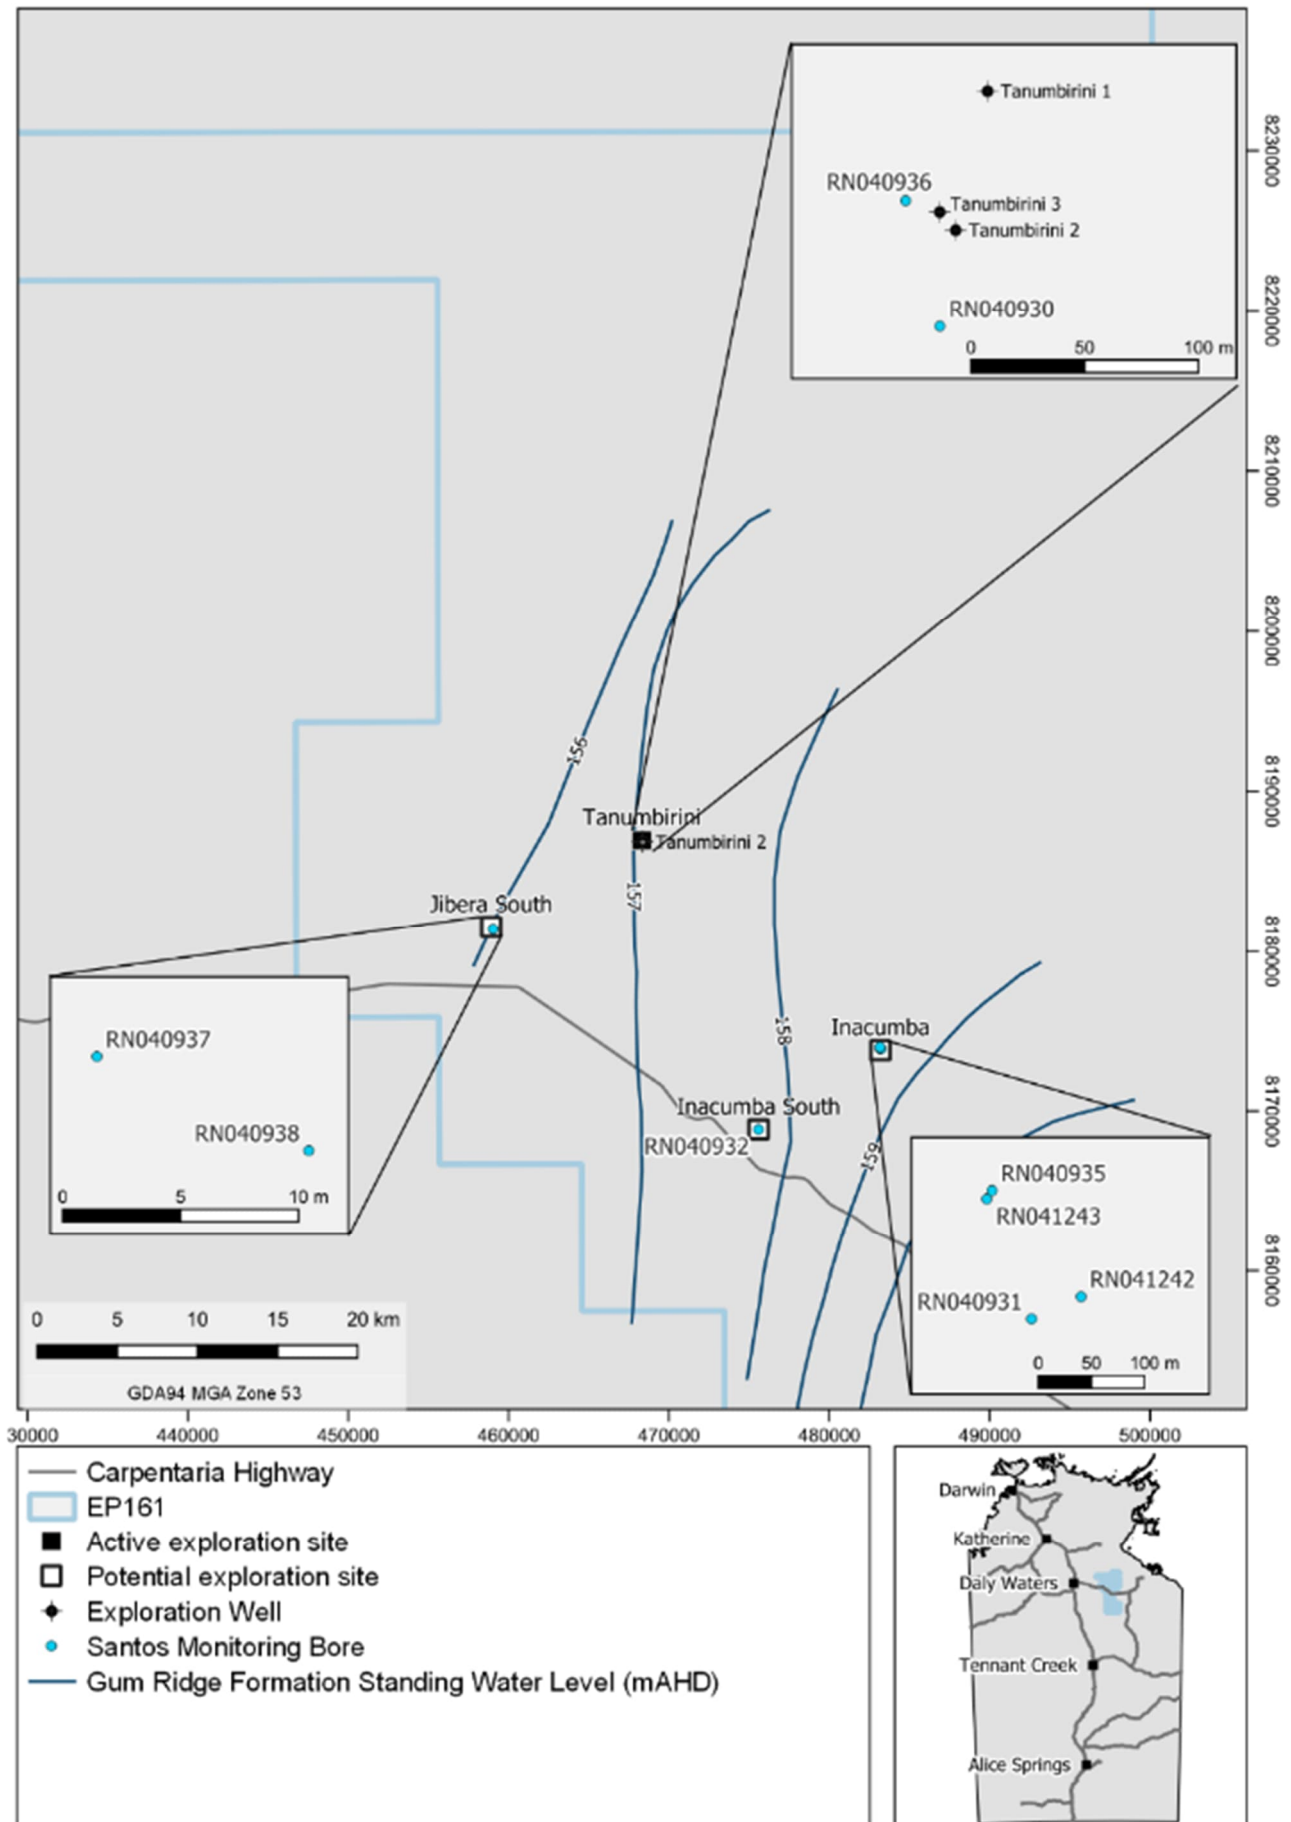 Tanumbirini 1
RN040936
Tanumbirini 3
Tanumbirini 2
RN040930
0 50 100 m
8230000
8220000
8210000
8200000
8190000
8180000
8170000
8160000
156
Tanumbirini
Tanumbirini 2
157
Jibera South
RN040937
RN040938
0 5 10 m
158
Inacumba
Inacumba South
RN040932
159
RN040935
RN041243
RN041242
RN040931
0 50 100 m
0 5 10 15 20 km
GDA94 MGA Zone 53
30000 440000 450000 460000 470000 480000 490000 500000
Carpentaria Highway
EP161
Active exploration site
Potential exploration site
Exploration Well
Santos Monitoring Bore
Gum Ridge Formation Standing Water Level (mAHD)
Darwin
Katherine
Daly Waters
Tennant Creek
Alice Springs